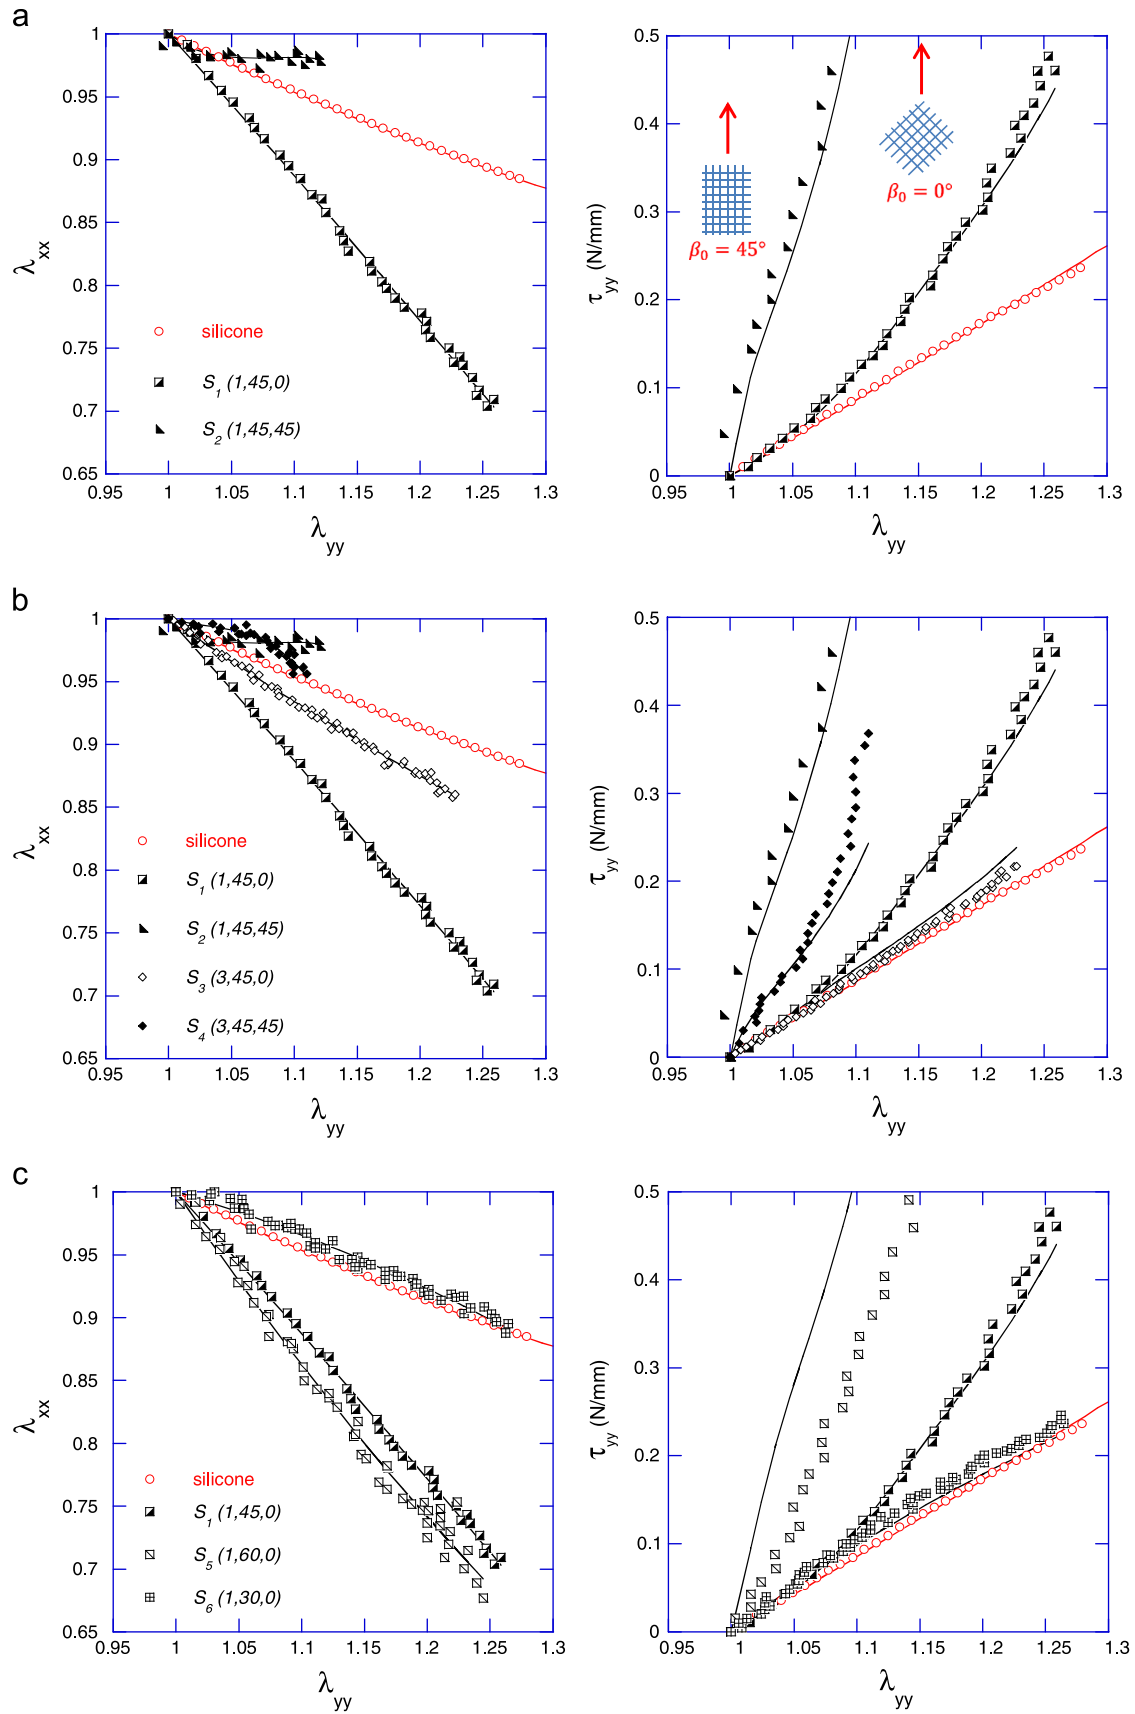 a
1
0.95
0.9
0.85
0.8
0.75
0.7
0.65
λxx
silicone
S1 (1,45,0)
S2 (1,45,45)
0.95 1 1.05 1.1 1.15 1.2 1.25 1.3
λyy
0.5
0.4
0.3
0.2
0.1
0
τyy (N/mm)
β0 = 45°
β0 = 0°
0.95 1 1.05 1.1 1.15 1.2 1.25 1.3
λyy
b
1
0.95
0.9
0.85
0.8
0.75
0.7
0.65
λxx
silicone
S1 (1,45,0)
S2 (1,45,45)
S3 (3,45,0)
S4 (3,45,45)
0.95 1 1.05 1.1 1.15 1.2 1.25 1.3
λyy
0.5
0.4
0.3
0.2
0.1
0
τyy (N/mm)
0.95 1 1.05 1.1 1.15 1.2 1.25 1.3
λyy
c
1
0.95
0.9
0.85
0.8
0.75
0.7
0.65
λxx
silicone
S1 (1,45,0)
S5 (1,60,0)
S6 (1,30,0)
0.95 1 1.05 1.1 1.15 1.2 1.25 1.3
λyy
0.5
0.4
0.3
0.2
0.1
0
τyy (N/mm)
0.95 1 1.05 1.1 1.15 1.2 1.25 1.3
λyy